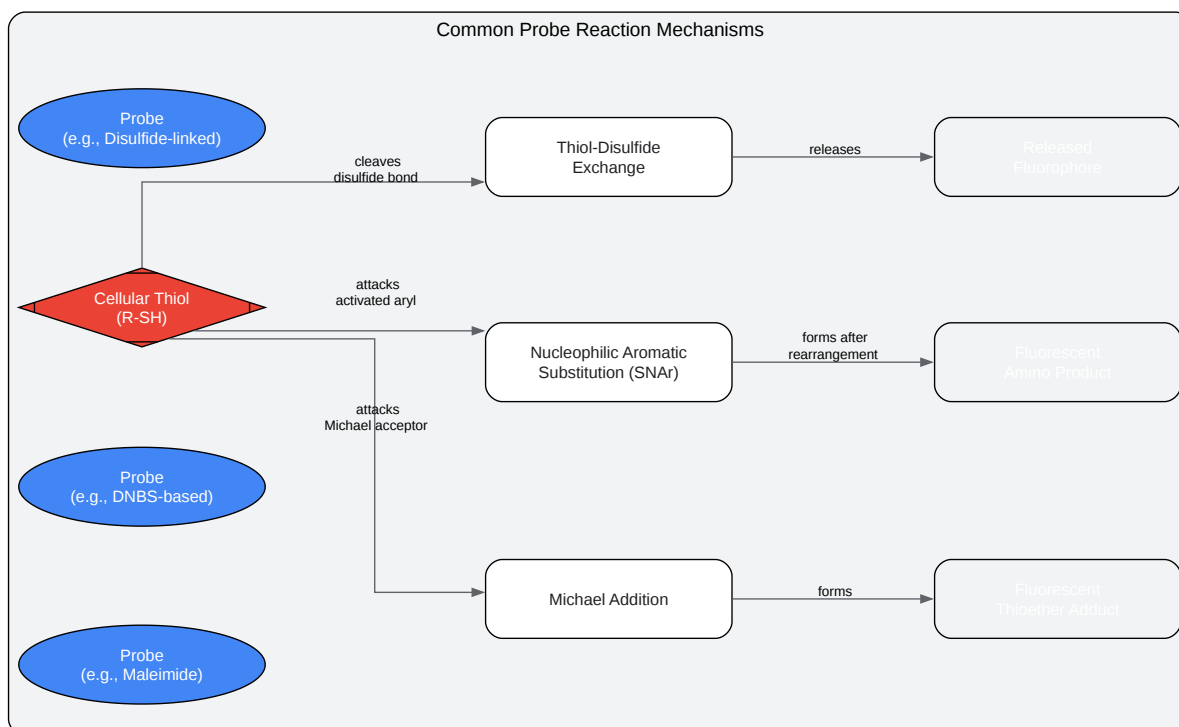 Common Probe Reaction Mechanisms
Probe
(e.g., Disulfide-linked)
cleaves
disulfide bond
Thiol-Disulfide
Exchange
releases
Released
Fluorophore
Cellular Thiol
(R-SH)
attacks
activated aryl
Nucleophilic Aromatic
Substitution (SNAr)
forms after
rearrangement
Fluorescent
Amino Product
attacks
Michael acceptor
Probe
(e.g., DNBS-based)
Michael Addition
forms
Fluorescent
Thioether Adduct
Probe
(e.g., Maleimide)